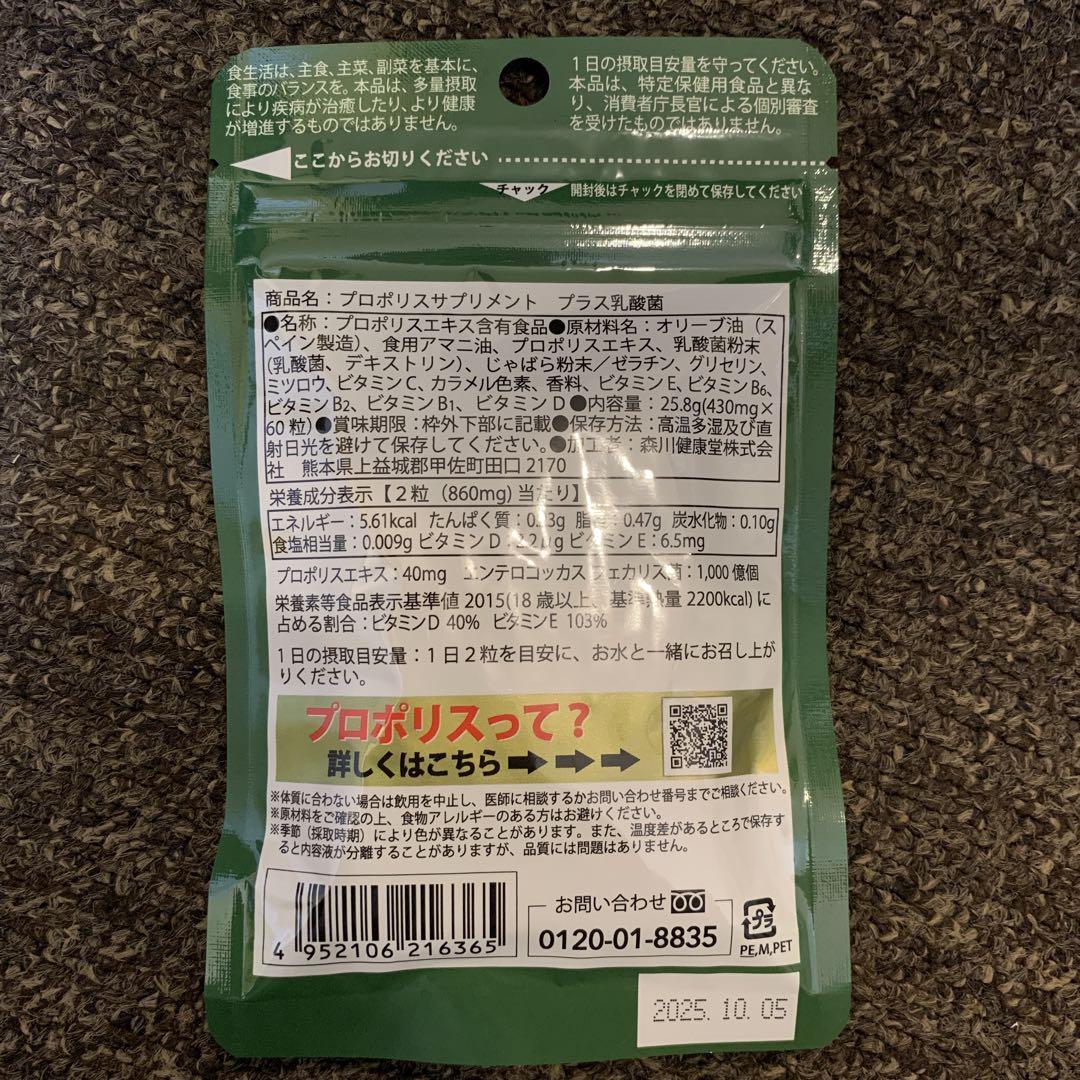 食生活は、主食、主菜、副菜を基本に、
食事のバランスを。本品は、多量摂取
により疾病が治癒したり、より健康
が増進するものではありません。
1日の摂取目安量を守ってください。
本品は、特定保健用食品と異な
り、消費者庁長官による個別審査
を受けたものではありません。
ここからお切りください
チャック 開封後はチャックを閉めて保存してください
商品名:プロポリスサプリメント プラス乳酸菌
●名称:プロポリスエキス含有食品●原材料名:オリーブ油(ス
ペイン製造)、食用アマニ油、プロポリスエキス、乳酸菌粉末
(乳酸菌、デキストリン)、じゃばら粉末/ゼラチン、グリセリン、
ミツロウ、ビタミンC、カラメル色素、香料、ビタミンE、ビタミンB6、
ビタミンB2、ビタミンB1、ビタミンD●内容量:25.8g(430mg×
60粒)●賞味期限:枠外下部に記載●保存方法:高温多湿及び直
射日光を避けて保存してください。●加工者:森川健康堂株式会
社 熊本県上益城郡甲佐町田口2170
栄養成分表示【2粒(860mg)当たり】
エネルギー:5.61kcal たんぱく質: 脂 :0.47g 炭水化物:0.10g
食塩相当量:0.009g ビタミンD: ビタミンE:6.5mg
プロポリスエキス:40mg エンテロコッカスフェカリス菌:1,000億個
栄養素等食品表示基準値2015(18歳以上、基準熱量2200kcal)に
占める割合:ビタミンD 40% ビタミンE 103%
1日の摂取目安量:1日2粒を目安に、お水と一緒にお召し上が
りください。
プロポリスって?
詳しくはこちら➡➡➡
※体質に合わない場合は飲用を中止し、医師に相談するかお問い合わせ番号までご相談ください。
※原材料をご確認の上、食物アレルギーのある方はお避けください。
※季節(採取時期)により色が異なることがあります。また、温度差があるところで保存す
ると内容液が分離することがありますが、品質には問題はありません。
4 952106 216365
お問い合わせ
0120-01-8835
プラ
PE,M,PET
2025.10.05